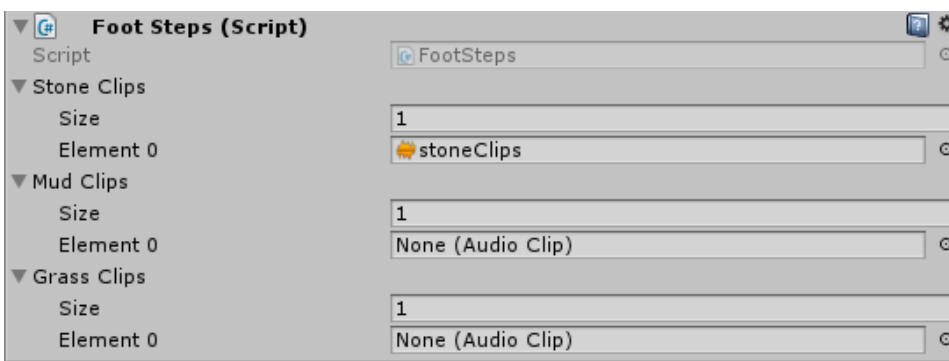 Foot Steps (Script)
Script FootSteps
Stone Clips
Size 1
Element 0 stoneClips
Mud Clips
Size 1
Element 0 None (Audio Clip)
Grass Clips
Size 1
Element 0 None (Audio Clip)